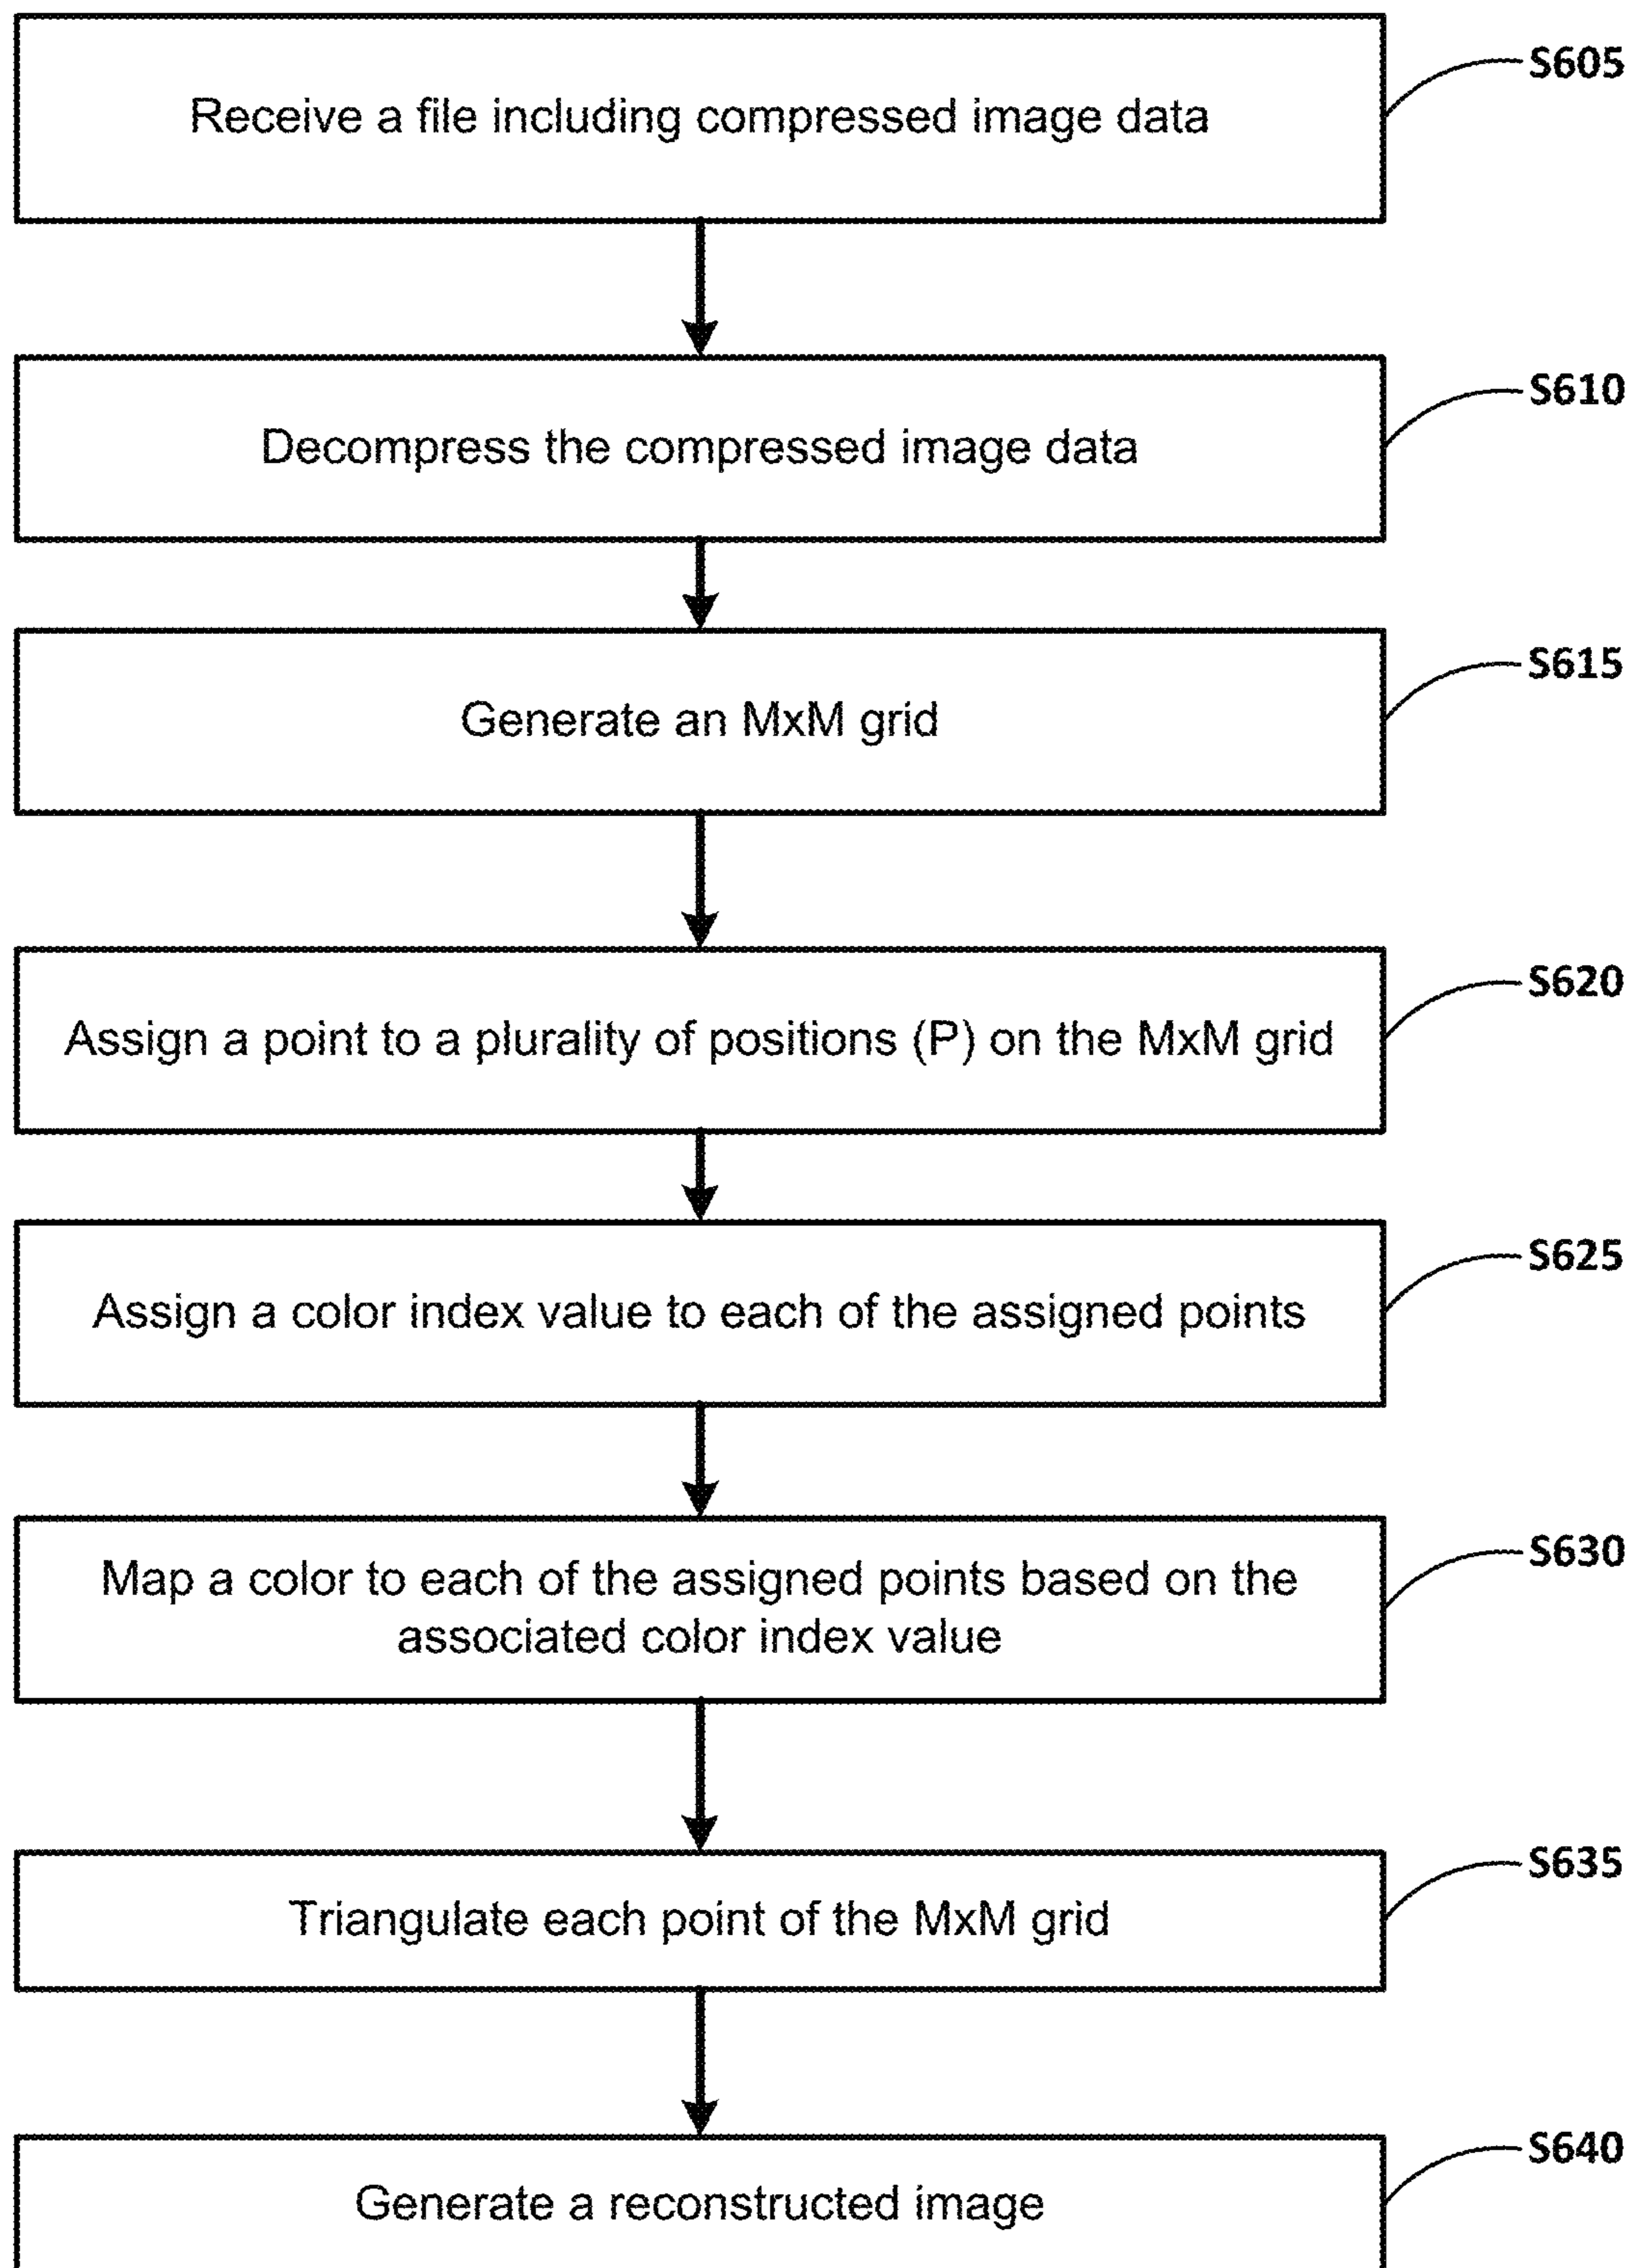 S605
Receive a file including compressed image data
S610
Decompress the compressed image data
S615
Generate an MxM grid
S620
Assign a point to a plurality of positions (P) on the MxM grid
S625
Assign a color index value to each of the assigned points
S630
Map a color to each of the assigned points based on the
associated color index value
S635
Triangulate each point of the MxM grid
S640
Generate a reconstructed image